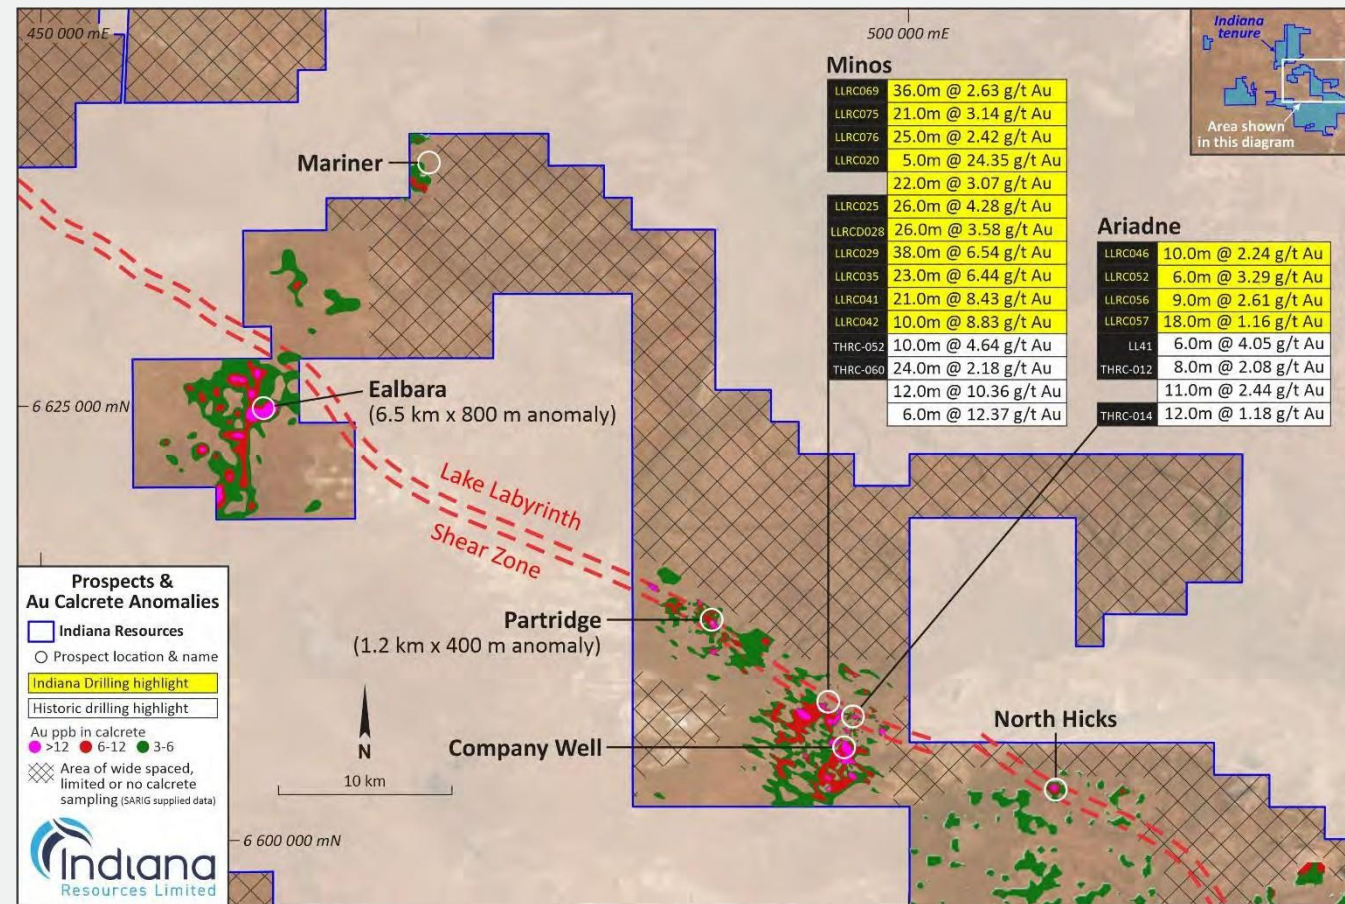 450 000 mE
500 000 mE
Indiana
tenure
Area shown
in this diagram
Minos
LLRC069 36.0m @ 2.63 g/t Au
LLRC075 21.0m @ 3.14 g/t Au
LLRC076 25.0m @ 2.42 g/t Au
LLRC020 5.0m @ 24.35 g/t Au
22.0m @ 3.07 g/t Au
LLRC025 26.0m @ 4.28 g/t Au
LLRCD028 26.0m @ 3.58 g/t Au
LLRC029 38.0m @ 6.54 g/t Au
LLRC035 23.0m @ 6.44 g/t Au
LLRC041 21.0m @ 8.43 g/t Au
LLRC042 10.0m @ 8.83 g/t Au
THRC-052 10.0m @ 4.64 g/t Au
THRC-060 24.0m @ 2.18 g/t Au
12.0m @ 10.36 g/t Au
6.0m @ 12.37 g/t Au
Ariadne
LLRC046 10.0m @ 2.24 g/t Au
LLRC052 6.0m @ 3.29 g/t Au
LLRC056 9.0m @ 2.61 g/t Au
LLRC057 18.0m @ 1.16 g/t Au
LL41 6.0m @ 4.05 g/t Au
THRC-012 8.0m @ 2.08 g/t Au
11.0m @ 2.44 g/t Au
THRC-014 12.0m @ 1.18 g/t Au
Mariner
Ealbara
(6.5 km x 800 m anomaly)
6 625 000 mN
Lake Labyrinth
Shear Zone
Partridge
(1.2 km x 400 m anomaly)
Company Well
North Hicks
N
10 km
6 600 000 mN
Prospects &
Au Calcrete Anomalies
Indiana Resources
Prospect location & name
Indiana Drilling highlight
Historic drilling highlight
Au ppb in calcrete
>12 6-12 3-6
Area of wide spaced,
limited or no calcrete
sampling (SARIG supplied data)
Indiana
Resources Limited